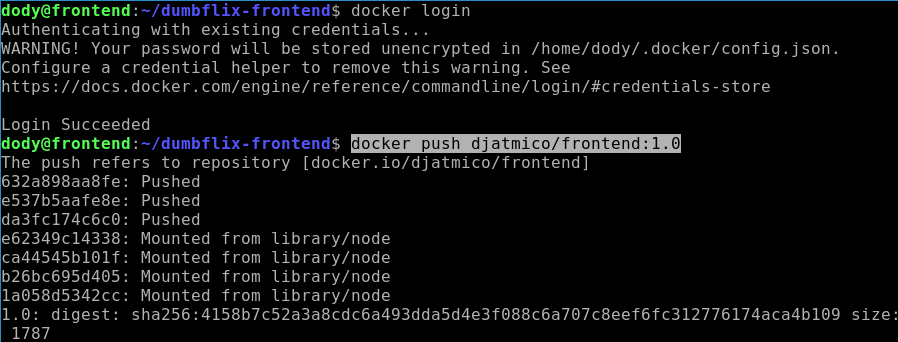 dody@frontend:~/dumbflix-frontend$ docker login
Authenticating with existing credentials...
WARNING! Your password will be stored unencrypted in /home/dody/.docker/config.json.
Configure a credential helper to remove this warning. See
https://docs.docker.com/engine/reference/commandline/login/#credentials-store

Login Succeeded
dody@frontend:~/dumbflix-frontend$ docker push djatmico/frontend:1.0
The push refers to repository [docker.io/djatmico/frontend]
632a898aa8fe: Pushed
e537b5aafe8e: Pushed
da3fc174c6c0: Pushed
e62349c14338: Mounted from library/node
ca44545b101f: Mounted from library/node
b26bc695d405: Mounted from library/node
1a058d5342cc: Mounted from library/node
1.0: digest: sha256:4158b7c52a3a8cdc6a493dda5d4e3f088c6a707c8eef6fc312776174aca4b109 size:
1787